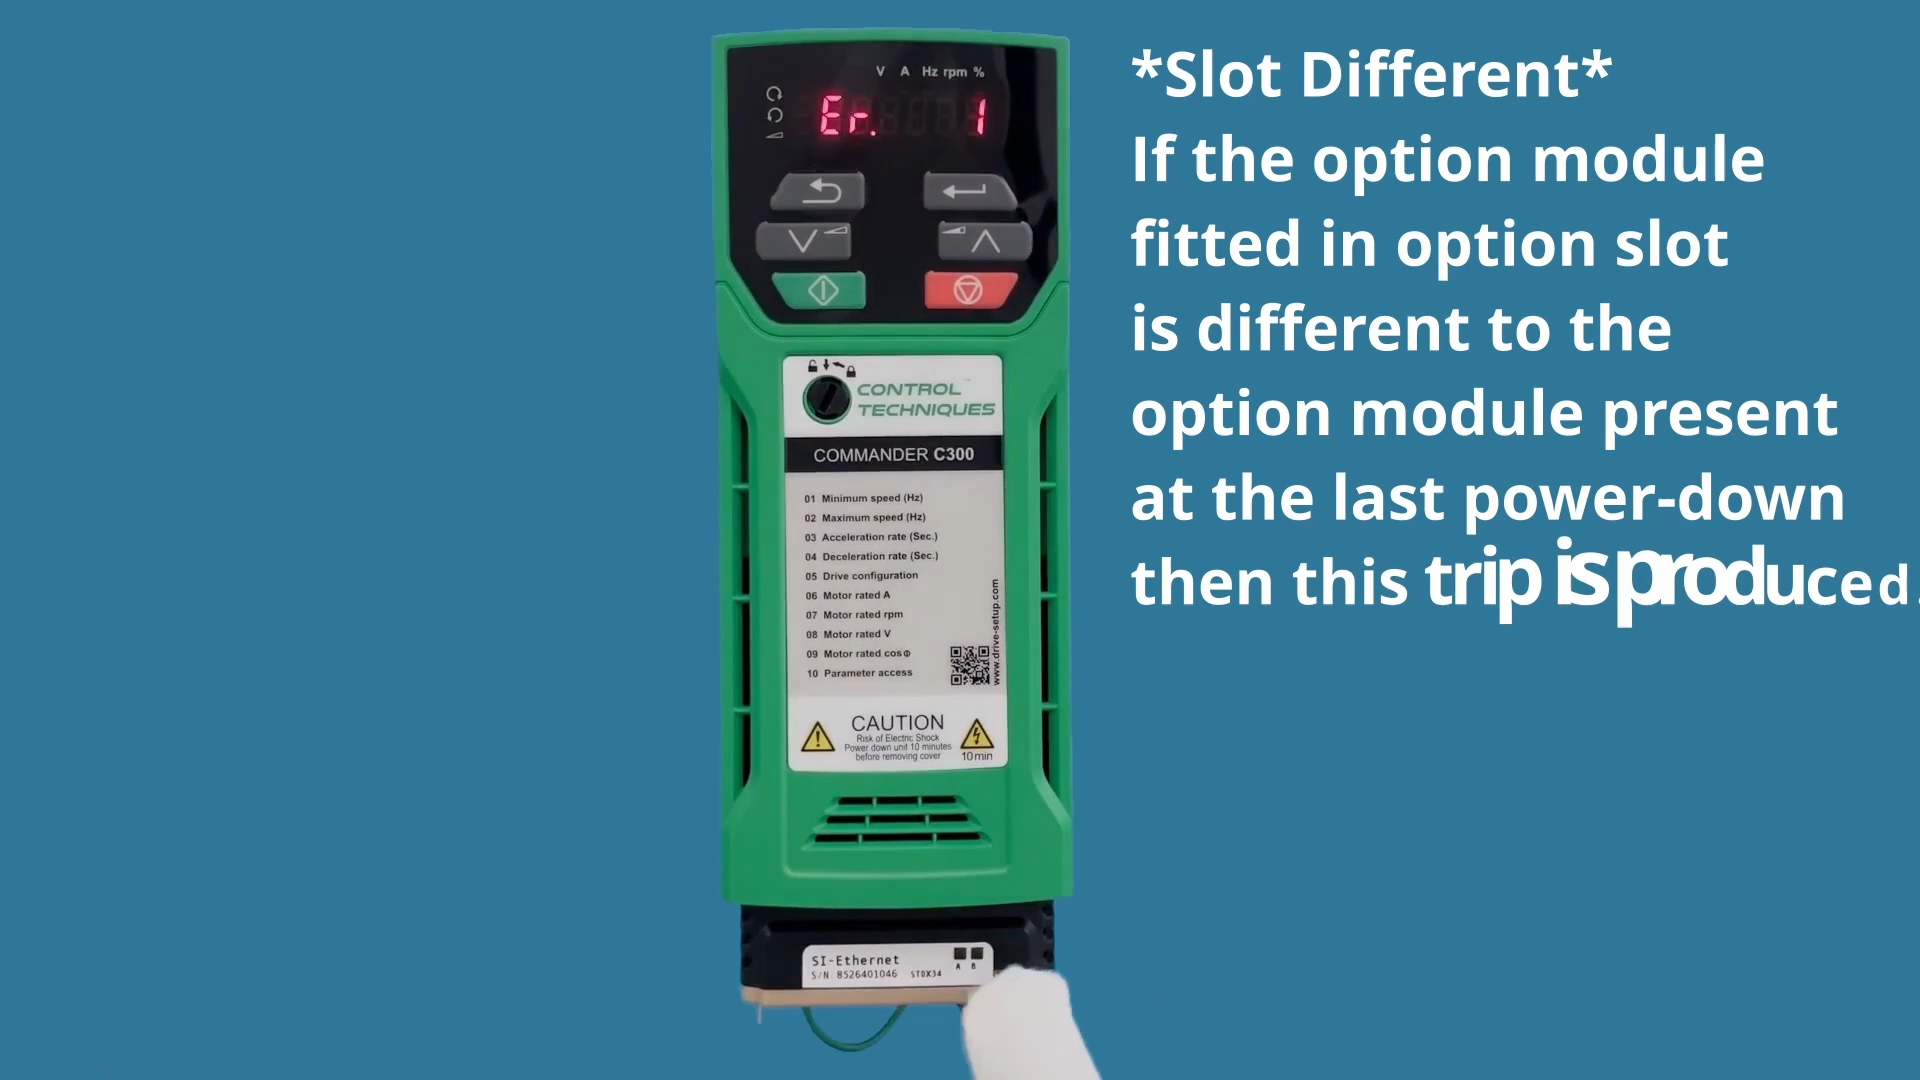 V A Hz rpm %
Er. 1
*Slot Different*
If the option module
fitted in option slot
is different to the
option module present
at the last power-down
then this trip is produced.
CONTROL
TECHNIQUES
COMMANDER C300
01 Minimum speed (Hz)
02 Maximum speed (Hz)
03 Acceleration rate (Sec.)
04 Deceleration rate (Sec.)
05 Drive configuration
06 Motor rated A
07 Motor rated rpm
08 Motor rated V
09 Motor rated cosΦ
10 Parameter access
www.drive-setup.com
CAUTION
Risk of Electric Shock
Power down unit 10 minutes
before removing cover
10min
SI-Ethernet
S/N 8526401046 STDX34
A B